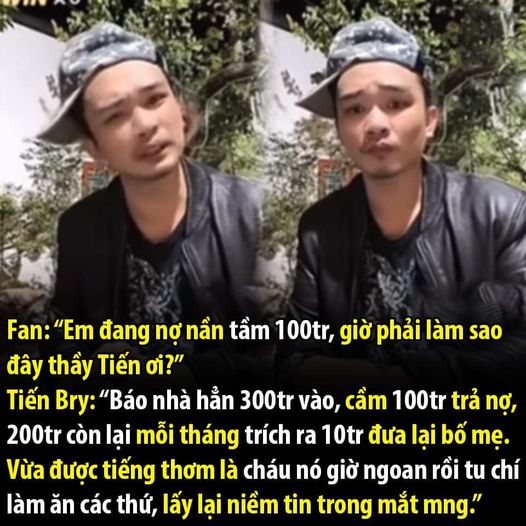 Fan: “Em đang nợ nần tầm 100tr, giờ phải làm sao
đây thầy Tiến ơi?”
Tiến Bry: “Báo nhà hẳn 300tr vào, cầm 100tr trả nợ,
200tr còn lại mỗi tháng trích ra 10tr đưa lại bố mẹ.
Vừa được tiếng thơm là cháu nó giờ ngoan rồi tu chí
làm ăn các thứ, lấy lại niềm tin trong mắt mng.”